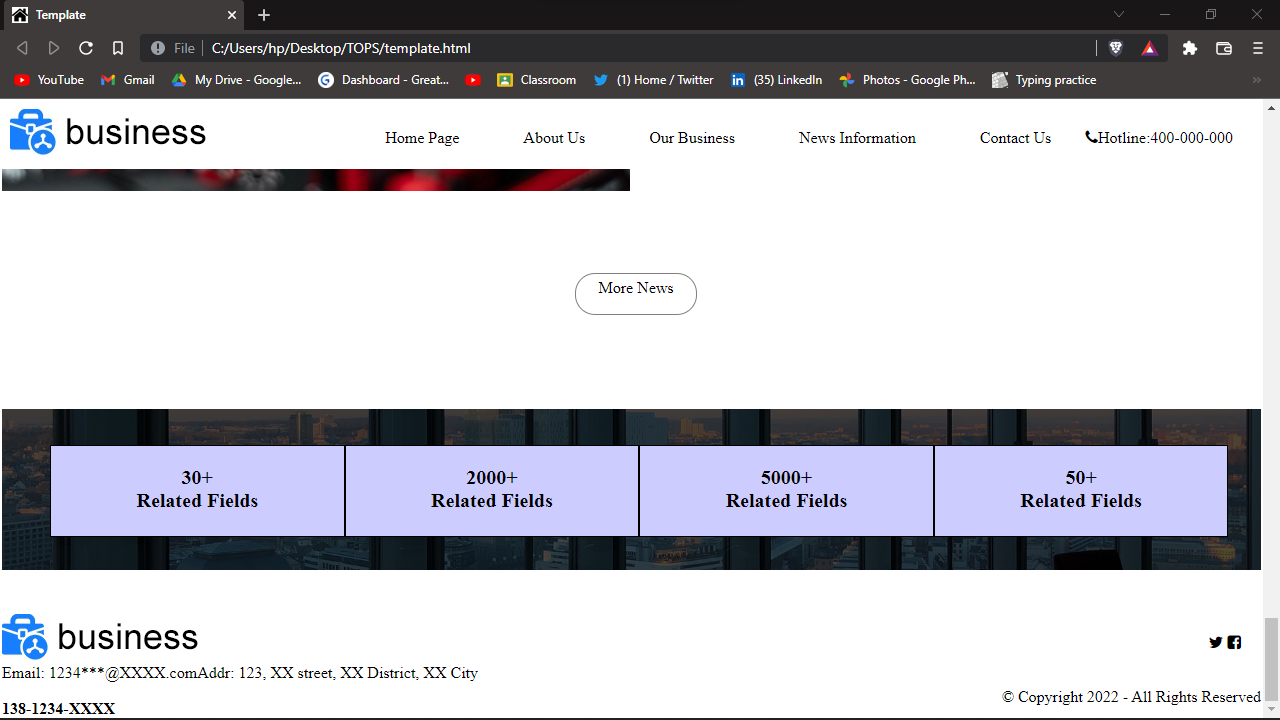 Template
File C:/Users/hp/Desktop/TOPS/template.html
YouTube Gmail My Drive - Google... Dashboard - Great... Classroom (1) Home / Twitter (35) LinkedIn Photos - Google Ph... Typing practice
business Home Page About Us Our Business News Information Contact Us Hotline:400-000-000
More News
30+ 2000+ 5000+ 50+
Related Fields Related Fields Related Fields Related Fields
business
Email: 1234***@XXXX.comAddr: 123, XX street, XX District, XX City
© Copyright 2022 - All Rights Reserved
138-1234-XXXX